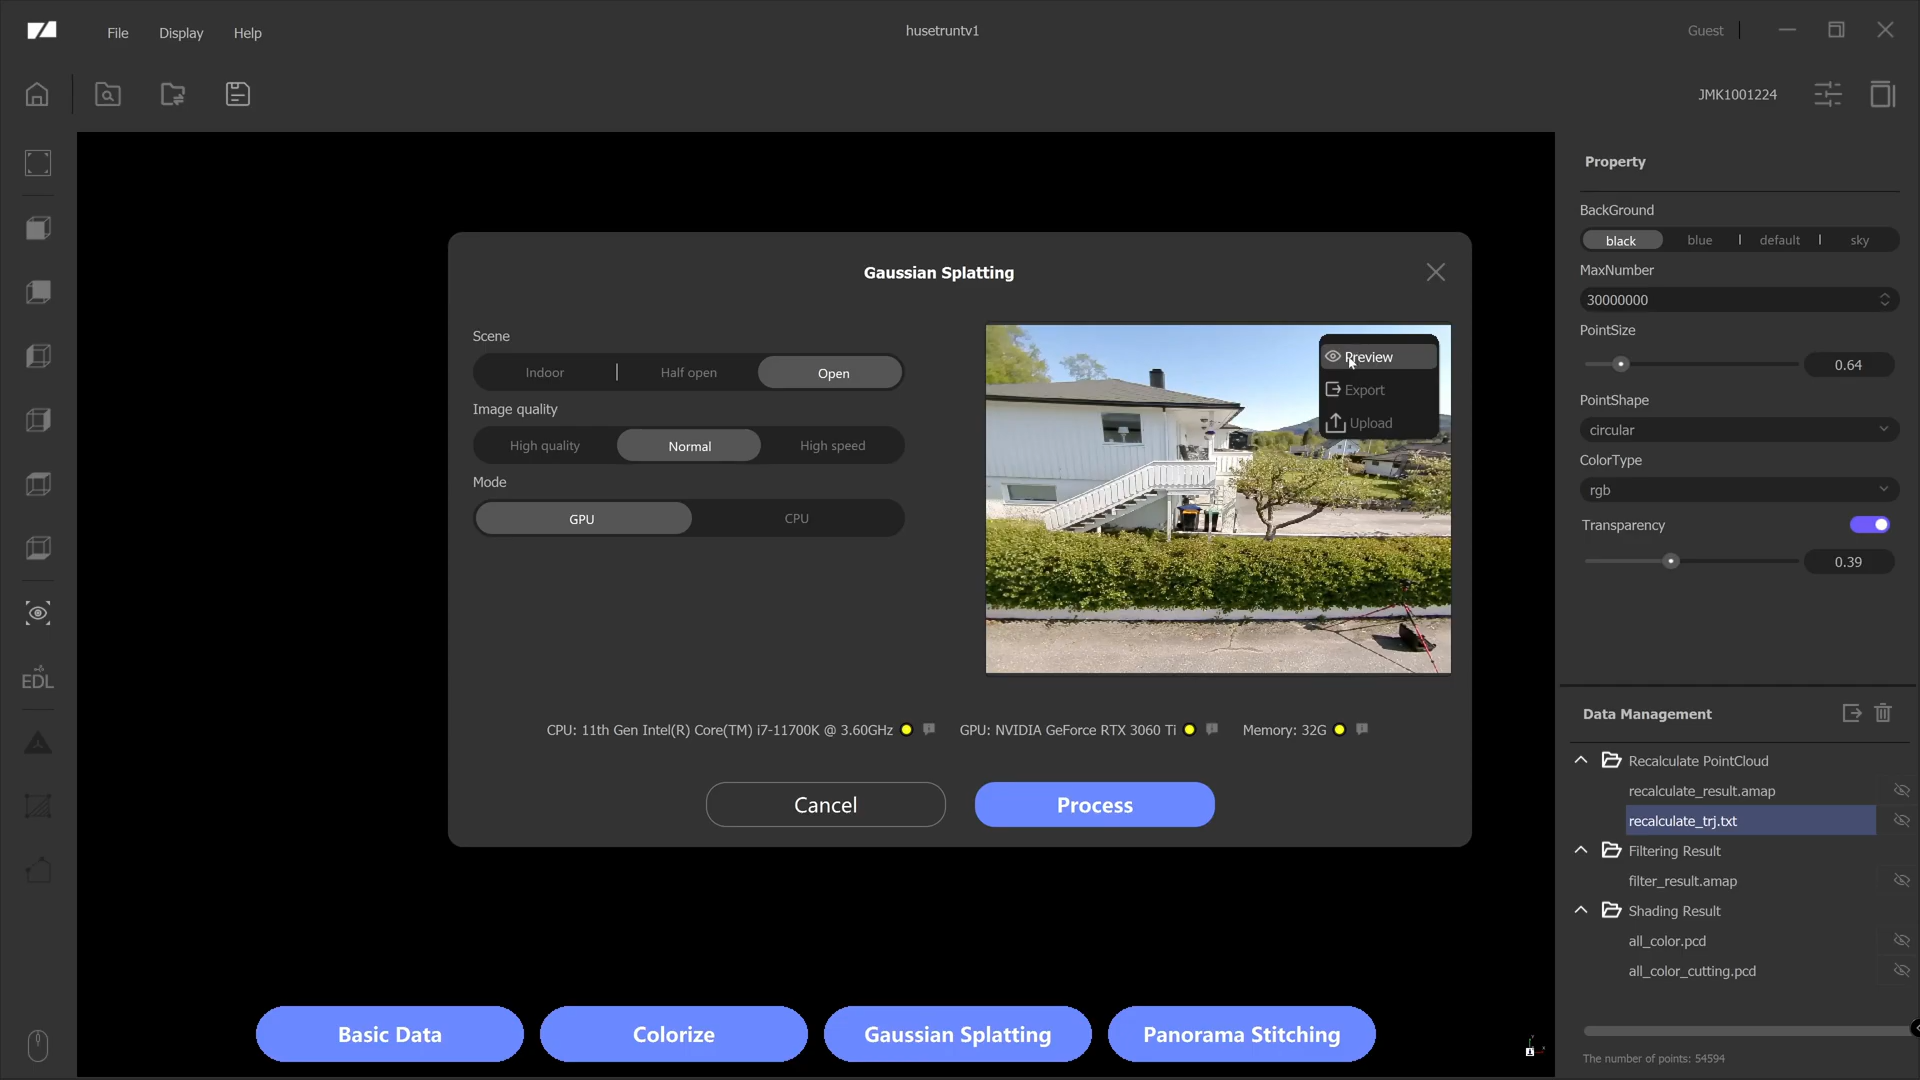 File Display Help husetruntv1 Guest
JMK1001224
Property
BackGround
black blue | default | sky
MaxNumber
30000000
PointSize
0.64
PointShape
circular
ColorType
rgb
Transparency
0.39
Gaussian Splatting
Scene
Indoor | Half open Open
Image quality
High quality Normal High speed
Mode
GPU CPU
Preview
Export
Upload
CPU: 11th Gen Intel(R) Core(TM) i7-11700K @ 3.60GHz GPU: NVIDIA GeForce RTX 3060 Ti Memory: 32G
Cancel Process
EDL
Data Management
Recalculate PointCloud
recalculate_result.amap
recalculate_trj.txt
Filtering Result
filter_result.amap
Shading Result
all_color.pcd
all_color_cutting.pcd
The number of points: 54594
Basic Data Colorize Gaussian Splatting Panorama Stitching